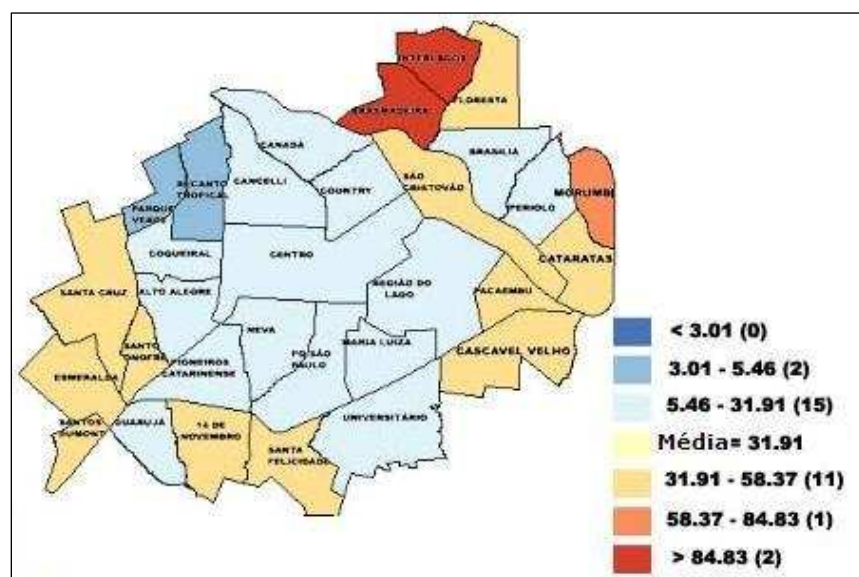 INTERLAGOS
FLORESTA
BRASMADEIRA
CANADÁ
BRASILIA
CANCELLI
COUNTRY
SÃO
CRIATOVÃO
MORUMBI
PERIOLO
RECANTO
TROPICAL
PARQUE
VERDE
COQUEIRAL
CENTRO
CATARATAS
SANTA CRUZ
ALTO ALEGRE
REGIÃO DO
LAGO
PACAEMBU
NEVA
MARIA LUIZA
SANTO
ONOFRE
PIONEIROS
CATARINENSE
PQ SÃO
PAULO
CASCAVEL VELHO
ESMERALDA
SANTOS
DUMONT
GUARUJÁ
14 DE
NOVEMBRO
UNIVERSITÁRIO
SANTA
FELICIDADE
< 3.01 (0)
3.01 - 5.46 (2)
5.46 - 31.91 (15)
Média= 31.91
31.91 - 58.37 (11)
58.37 - 84.83 (1)
> 84.83 (2)